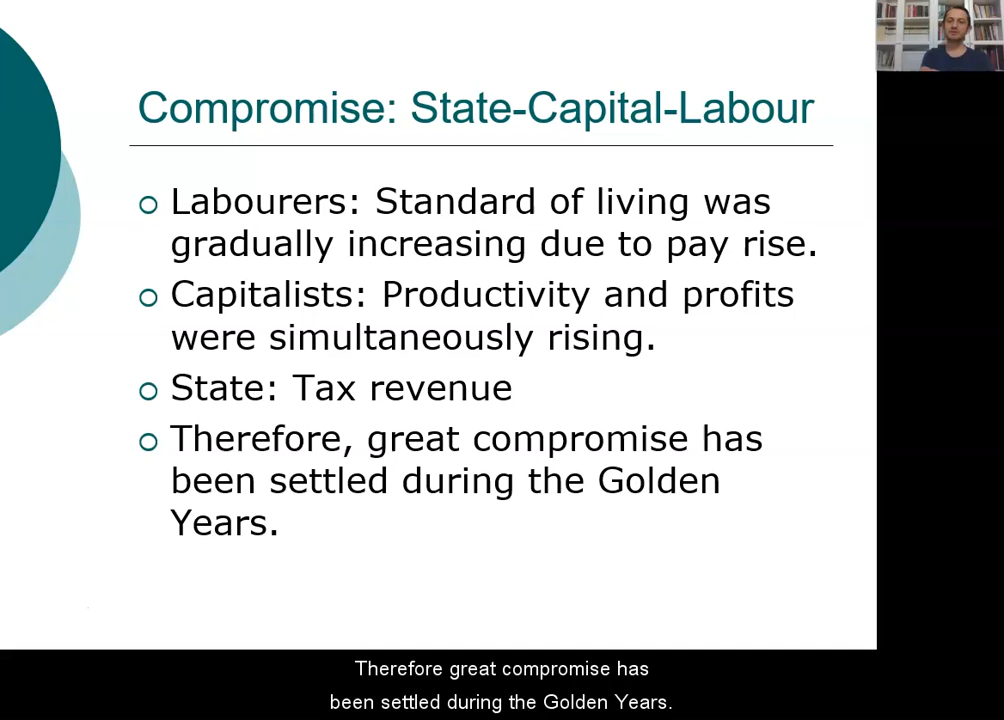 Compromise: State-Capital-Labour
Labourers: Standard of living was
gradually increasing due to pay rise.
Capitalists: Productivity and profits
were simultaneously rising.
State: Tax revenue
Therefore, great compromise has
been settled during the Golden
Years.
Therefore great compromise has
been settled during the Golden Years.